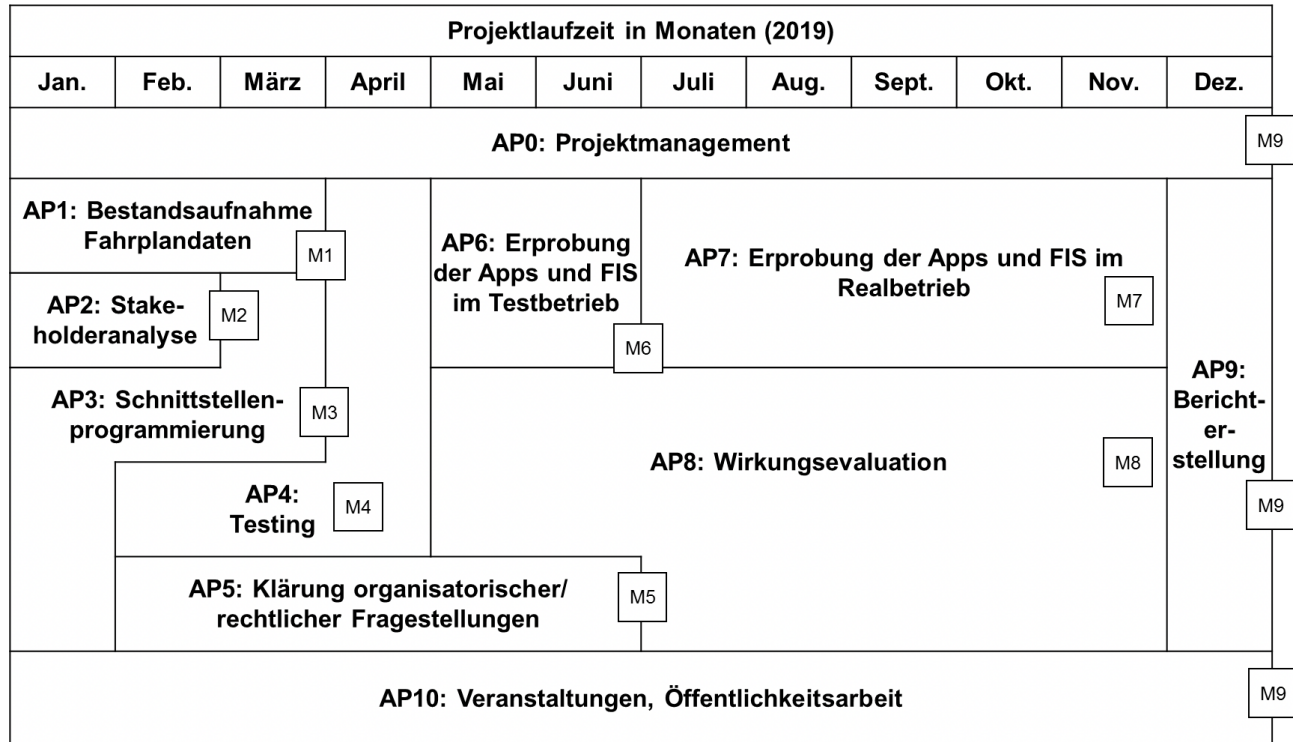 Projektlaufzeit in Monaten (2019)
Jan. Feb. März April Mai Juni Juli Aug. Sept. Okt. Nov. Dez.
AP0: Projektmanagement
M9
AP1: Bestandsaufnahme
Fahrplandaten
M1
AP2: Stake-
holderanalyse
M2
AP3: Schnittstellen-
programmierung
M3
AP4:
Testing
M4
AP5: Klärung organisatorischer/
rechtlicher Fragestellungen
M5
AP6: Erprobung
der Apps und FIS
im Testbetrieb
M6
AP7: Erprobung der Apps und FIS im
Realbetrieb
M7
AP8: Wirkungsevaluation
M8
AP9:
Bericht-
er-
stellung
M9
AP10: Veranstaltungen, Öffentlichkeitsarbeit
M9